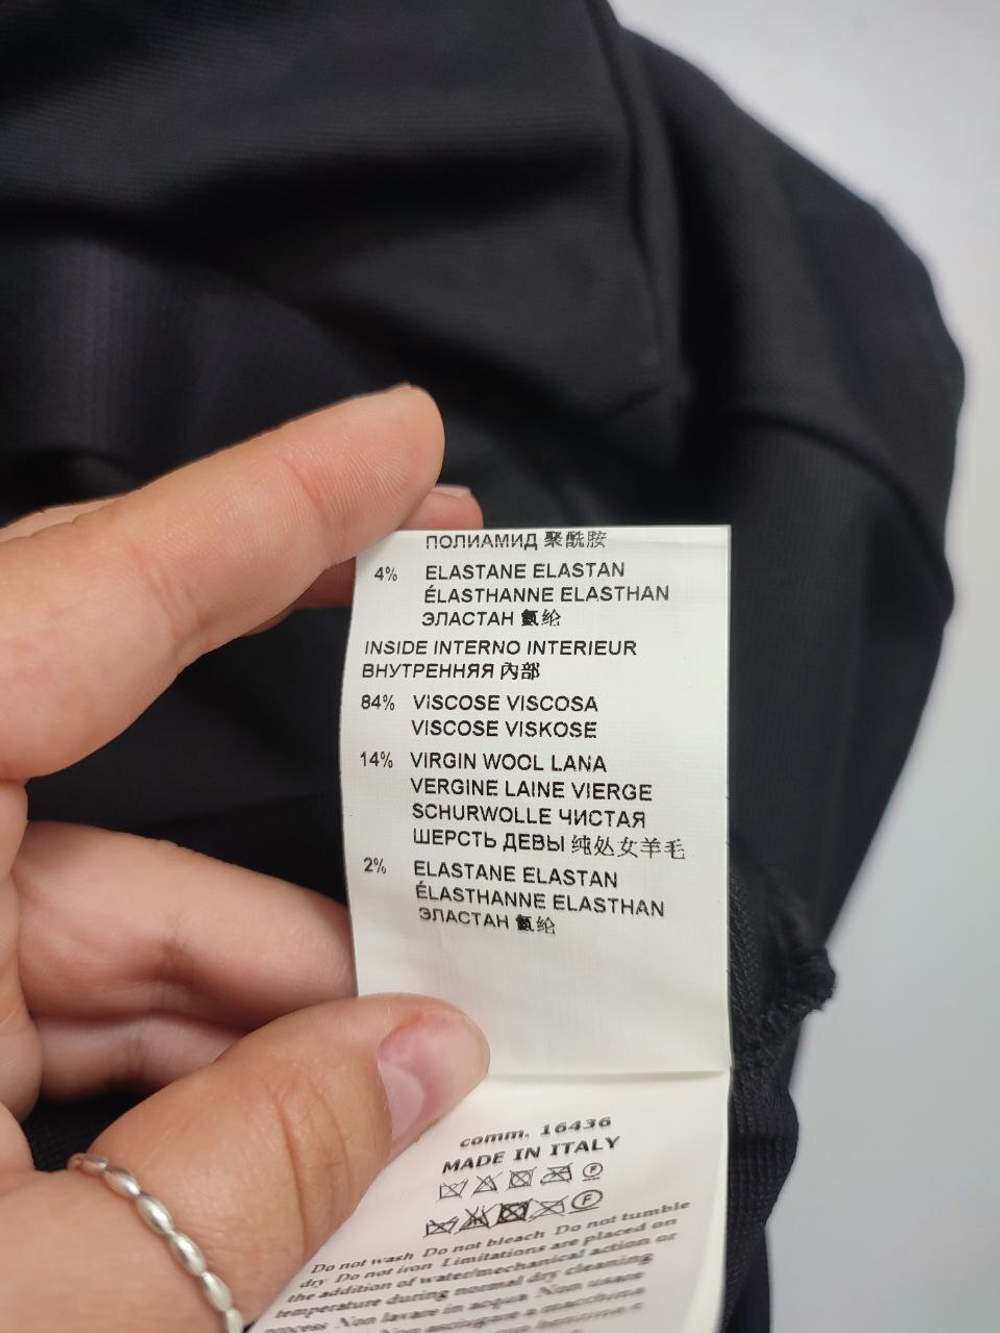 ПОЛИАМИД 聚酰胺
4% ELASTANE ELASTAN
ÉLASTHANNE ELASTHAN
ЭЛАСТАН 氨纶
INSIDE INTERNO INTERIEUR
ВНУТРЕННЯЯ 內部
84% VISCOSE VISCOSA
VISCOSE VISKOSE
14% VIRGIN WOOL LANA
VERGINE LAINE VIERGE
SCHURWOLLE ЧИСТАЯ
ШЕРСТЬ ДЕВЫ 纯处女羊毛
2% ELASTANE ELASTAN
ÉLASTHANNE ELASTHAN
ЭЛАСТАН 氨纶
comm. 16436
MADE IN ITALY
P
F
Do not wash Do not bleach Do not tumble
dry Do not iron Limitations are placed on
the addition of water/mechanical action or
temperature during normal dry cleaning
process Non lavare in acqua Non usare